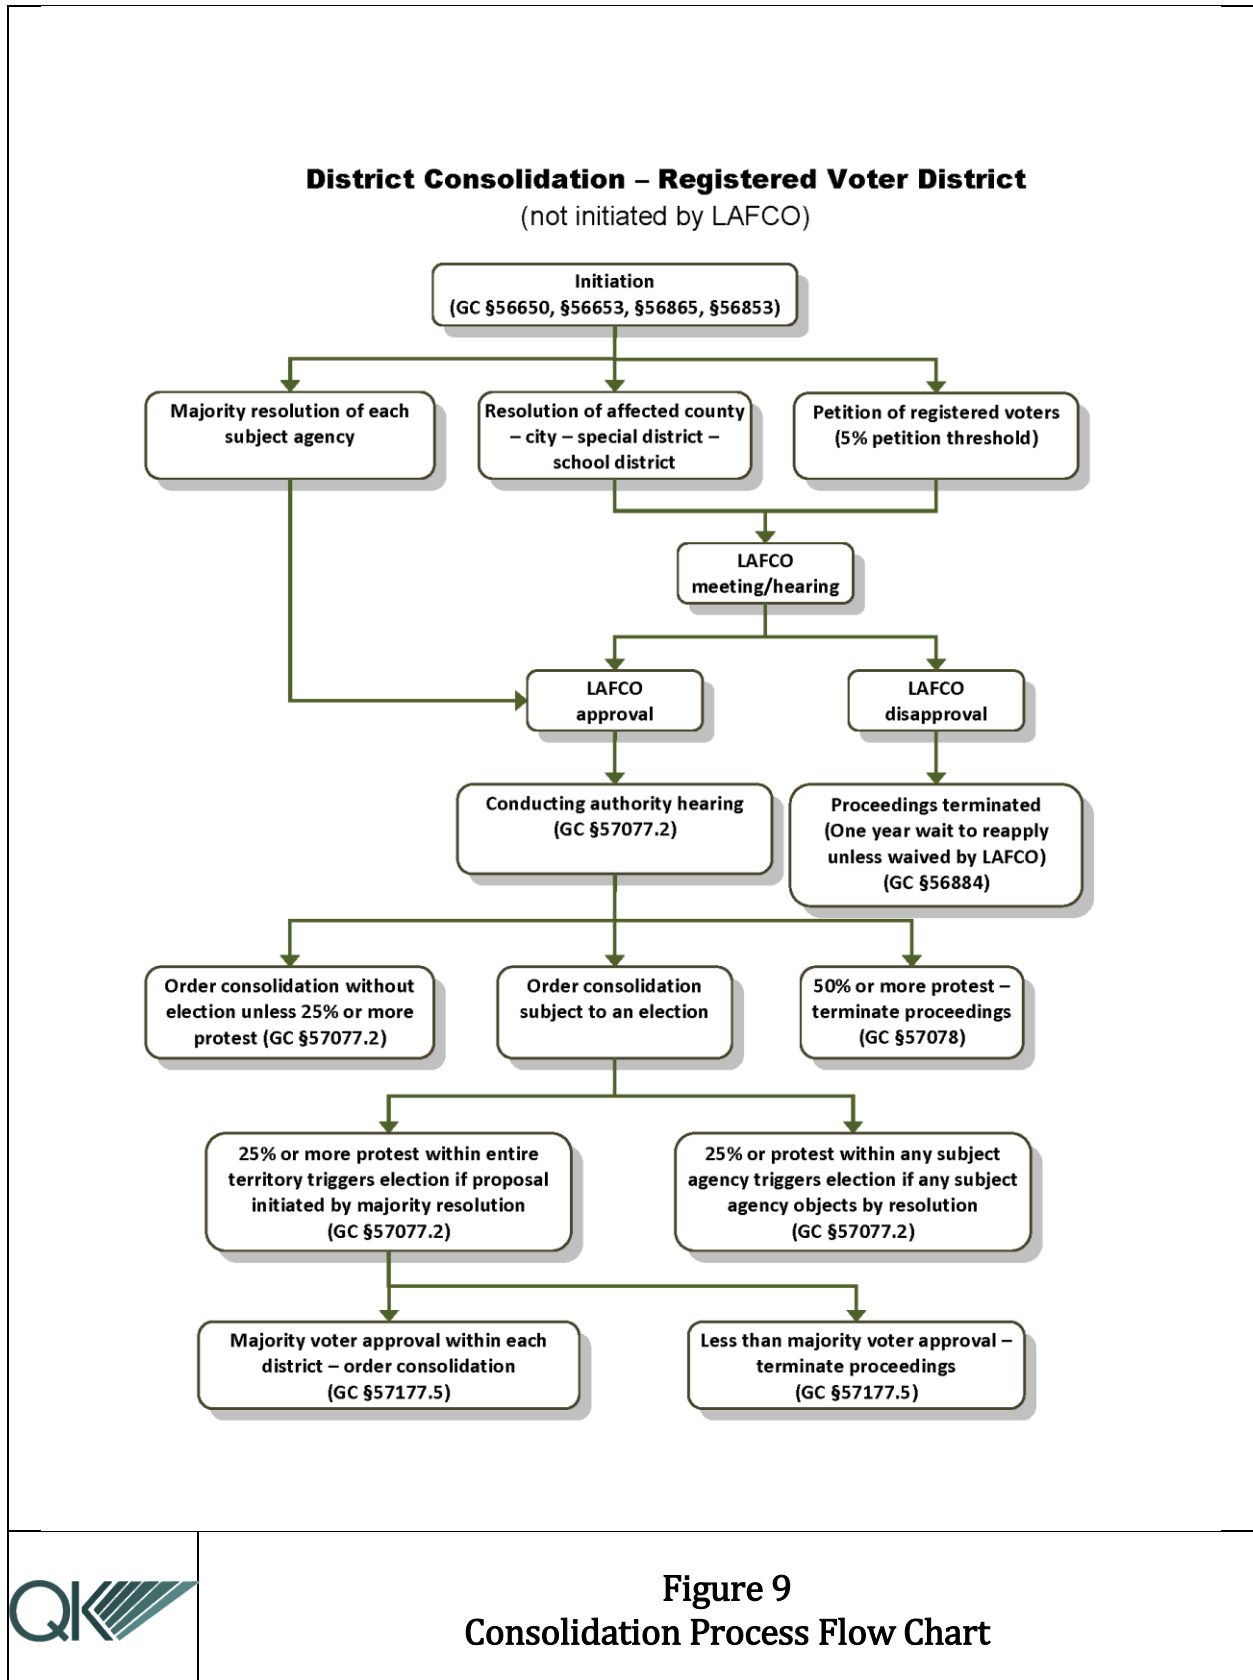 District Consolidation – Registered Voter District
(not initiated by LAFCO)
Initiation
(GC §56650, §56653, §56865, §56853)
Majority resolution of each
subject agency
Resolution of affected county
– city – special district –
school district
Petition of registered voters
(5% petition threshold)
LAFCO
meeting/hearing
LAFCO
approval
LAFCO
disapproval
Conducting authority hearing
(GC §57077.2)
Proceedings terminated
(One year wait to reapply
unless waived by LAFCO)
(GC §56884)
Order consolidation without
election unless 25% or more
protest (GC §57077.2)
Order consolidation
subject to an election
50% or more protest –
terminate proceedings
(GC §57078)
25% or more protest within entire
territory triggers election if proposal
initiated by majority resolution
(GC §57077.2)
25% or protest within any subject
agency triggers election if any subject
agency objects by resolution
(GC §57077.2)
Majority voter approval within each
district – order consolidation
(GC §57177.5)
Less than majority voter approval –
terminate proceedings
(GC §57177.5)
QK
Figure 9
Consolidation Process Flow Chart